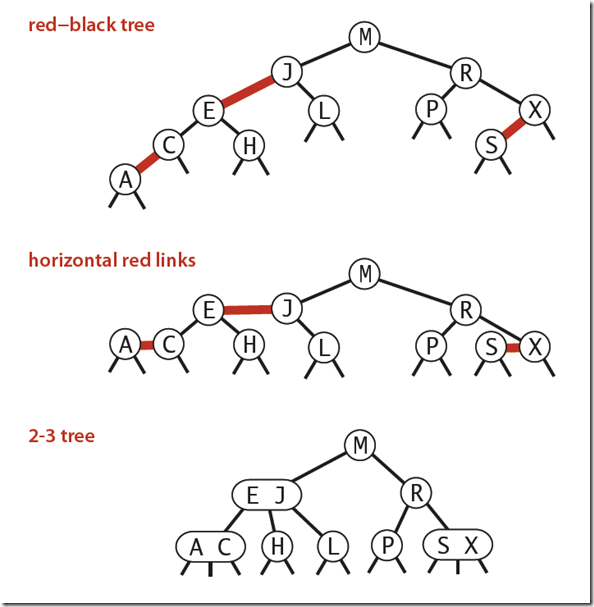 red–black tree
M
J R
E L P X
C H S
A
horizontal red links
M
E J R
A C H L P S X
2-3 tree
M
E J R
A C H L P S X